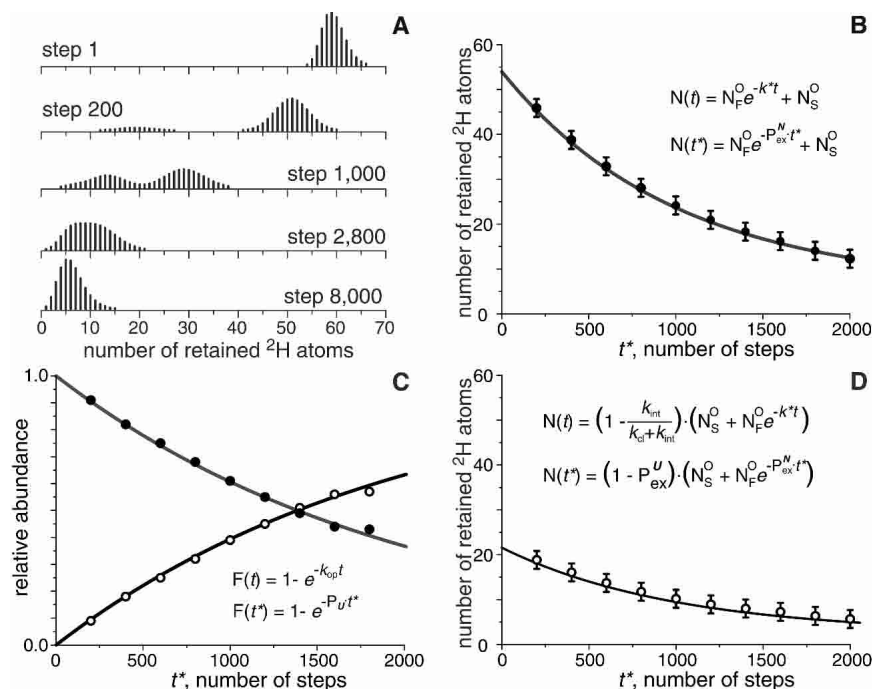 A
step 1
step 200
step 1,000
step 2,800
step 8,000
0 10 20 30 40 50 60 70
number of retained ²H atoms
B
60
40
20
0
number of retained ²H atoms
N(t) = N_F^O e^{-k*t} + N_S^O
N(t*) = N_F^O e^{-P_ex^N·t*} + N_S^O
0 500 1000 1500 2000
t*, number of steps
C
1.0
0.0
relative abundance
F(t) = 1- e^{-k_op t}
F(t*) = 1- e^{-P_U·t*}
0 500 1000 1500 2000
t*, number of steps
D
60
40
20
0
number of retained ²H atoms
N(t) = (1 - k_int/(k_cl+k_int))·(N_S^O + N_F^O e^{-k*t})
N(t*) = (1 - P_ex^U)·(N_S^O + N_F^O e^{-P_ex^N·t*})
0 500 1000 1500 2000
t*, number of steps